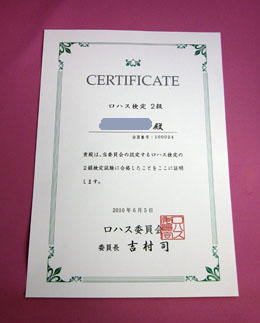 CERTIFICATE
ロハス検定 2級
殿
会員番号：100024
貴殿は、当委員会の認定するロハス検定の
2級検定試験に合格したことをここに証明
します。
2010年6月5日
ロハス委員会
委員長 吉村 司